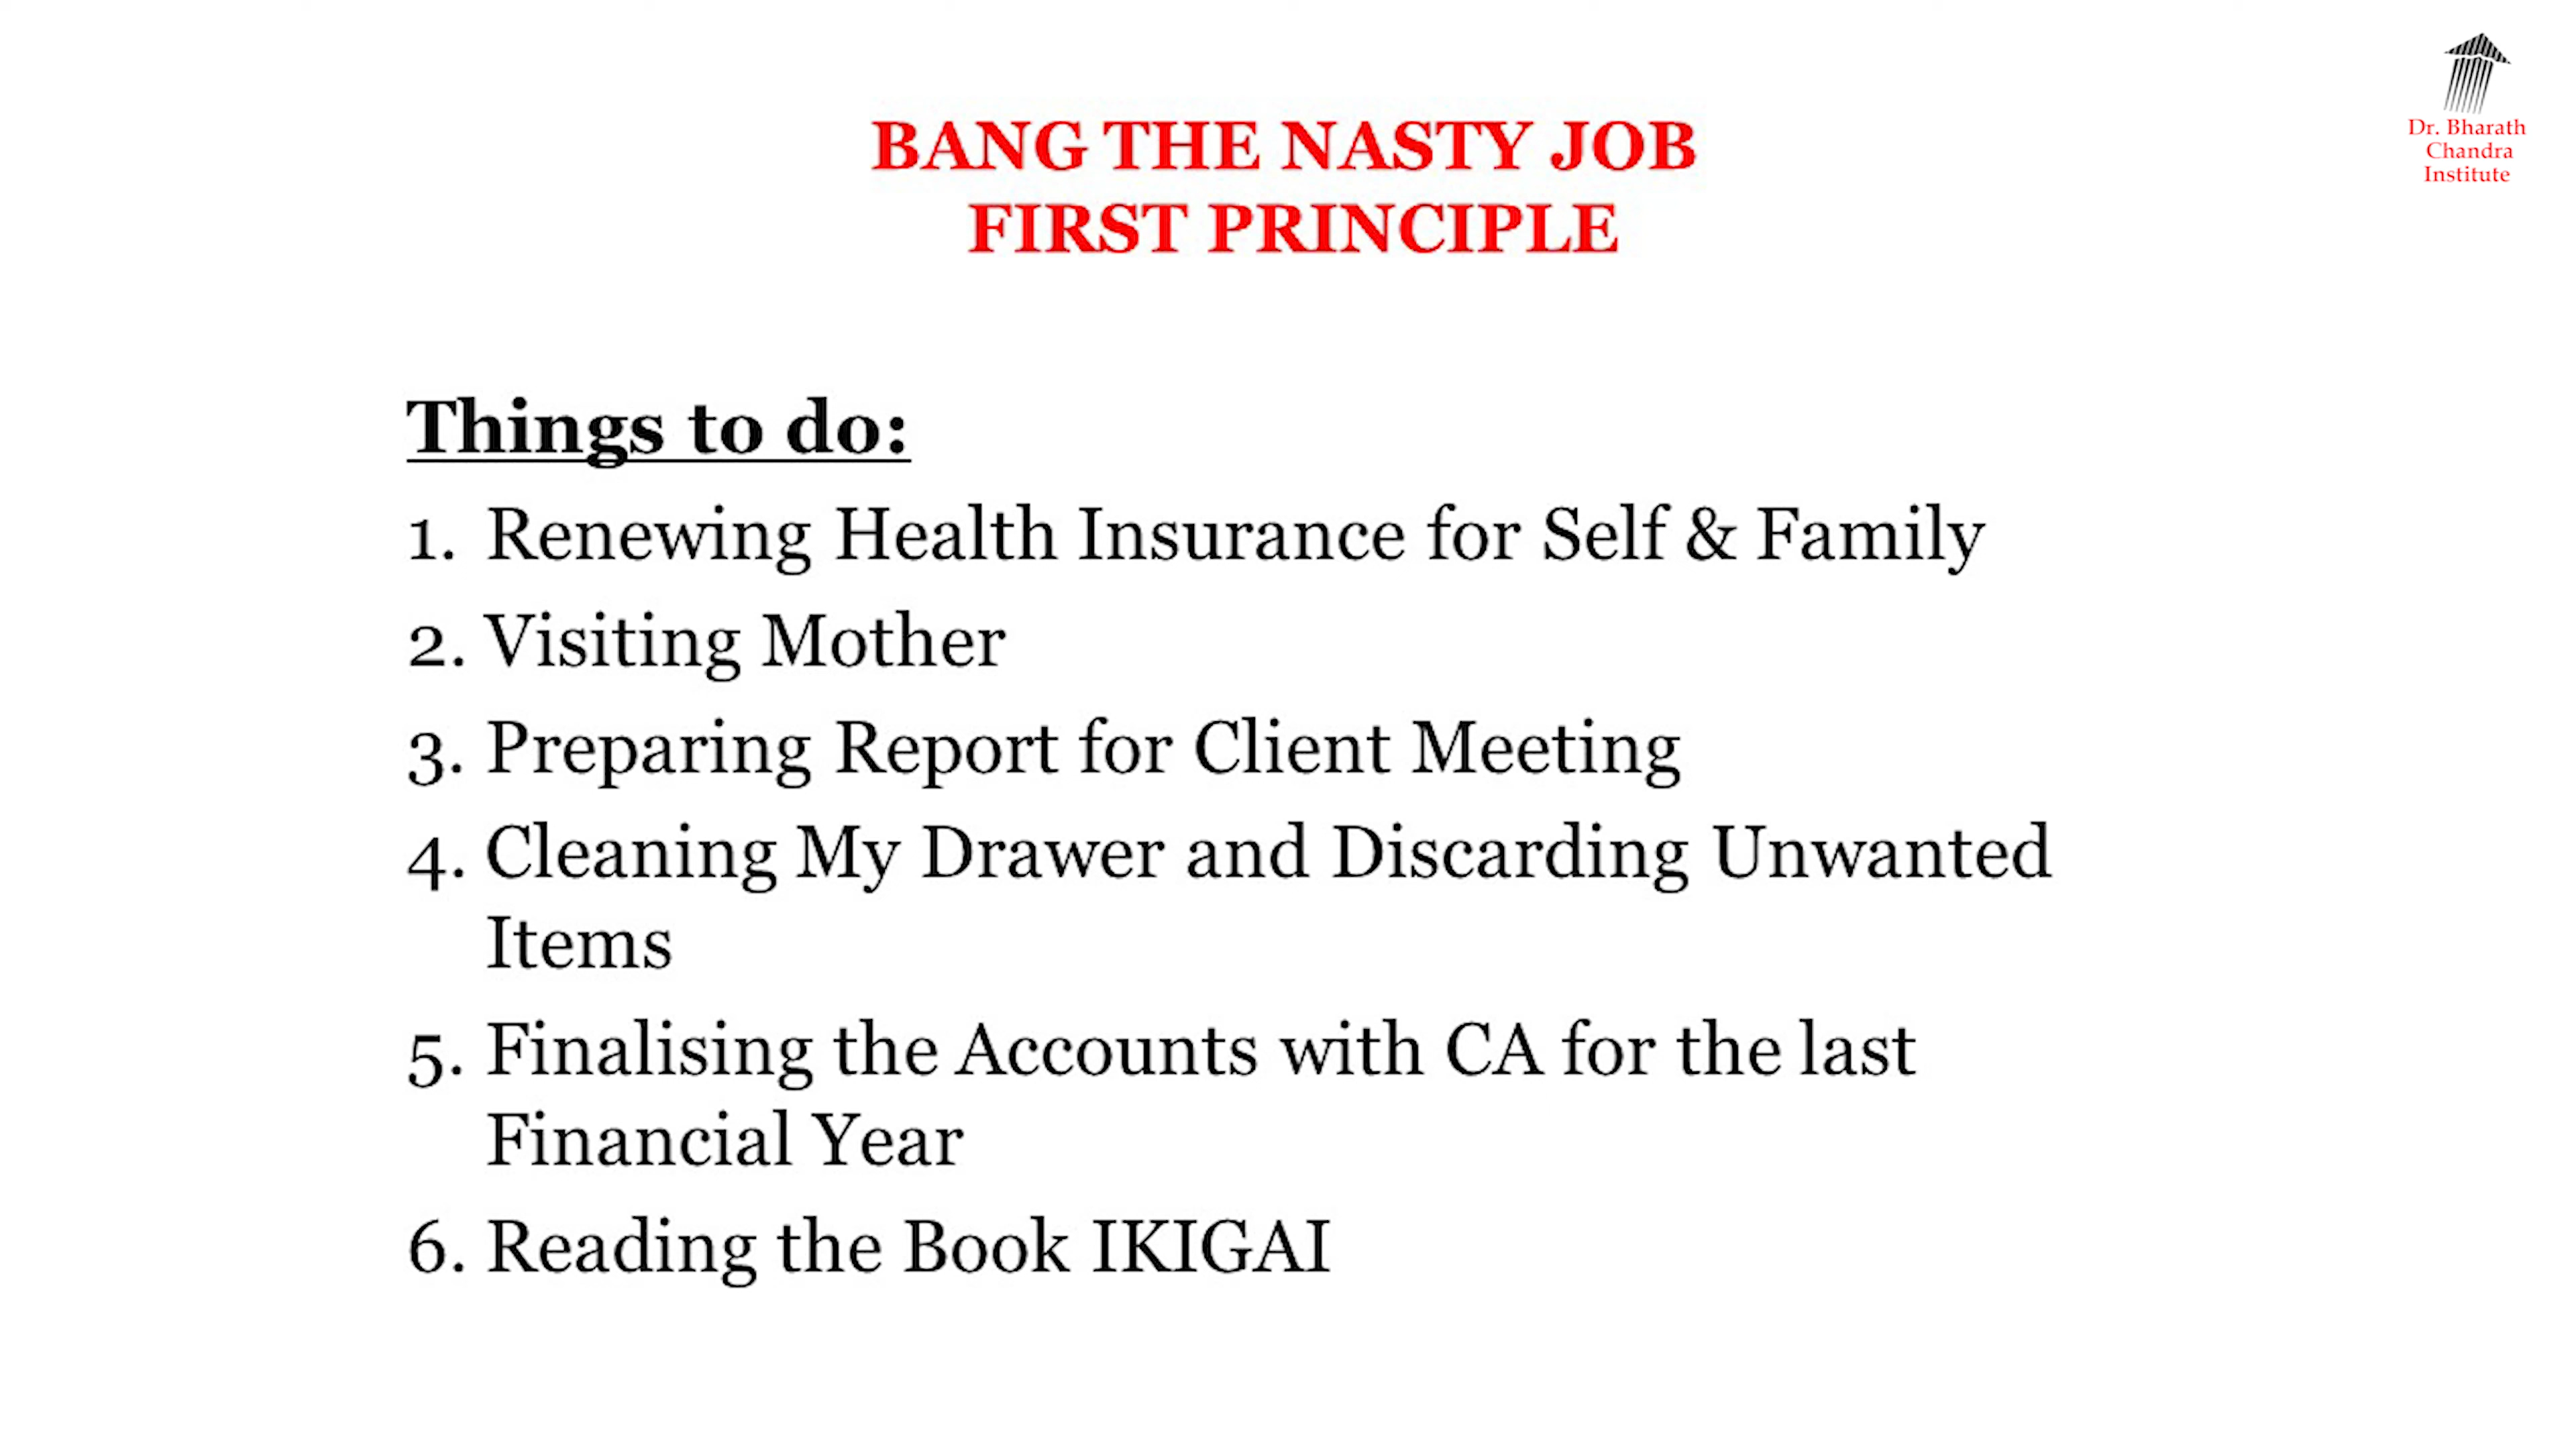 Dr. Bharath
Chandra
Institute
BANG THE NASTY JOB
FIRST PRINCIPLE
Things to do:
1. Renewing Health Insurance for Self & Family
2. Visiting Mother
3. Preparing Report for Client Meeting
4. Cleaning My Drawer and Discarding Unwanted
Items
5. Finalising the Accounts with CA for the last
Financial Year
6. Reading the Book IKIGAI